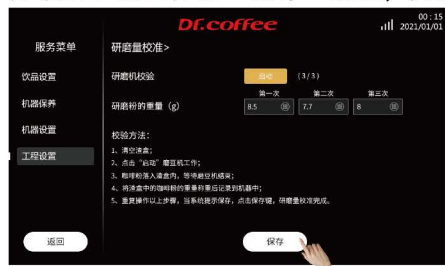 Dr.coffee
00 : 15
2021/01/01
服务菜单
研磨量校准>
饮品设置
机器保养
机器设置
工程设置
返回
研磨机校验
启动
(3/3)
第一次
第二次
第三次
研磨粉的重量（g）
8.5
7.7
8
校验方法：
1、清空渣盒；
2、点击“启动”磨豆机工作；
3、咖啡粉落入渣盒内，等待磨豆机结束；
4、将渣盒中的咖啡粉的重量称重后记录到机器中；
5、重复操作以上步骤，当系统提示保存，点击保存键，研磨量校准完成。
保存